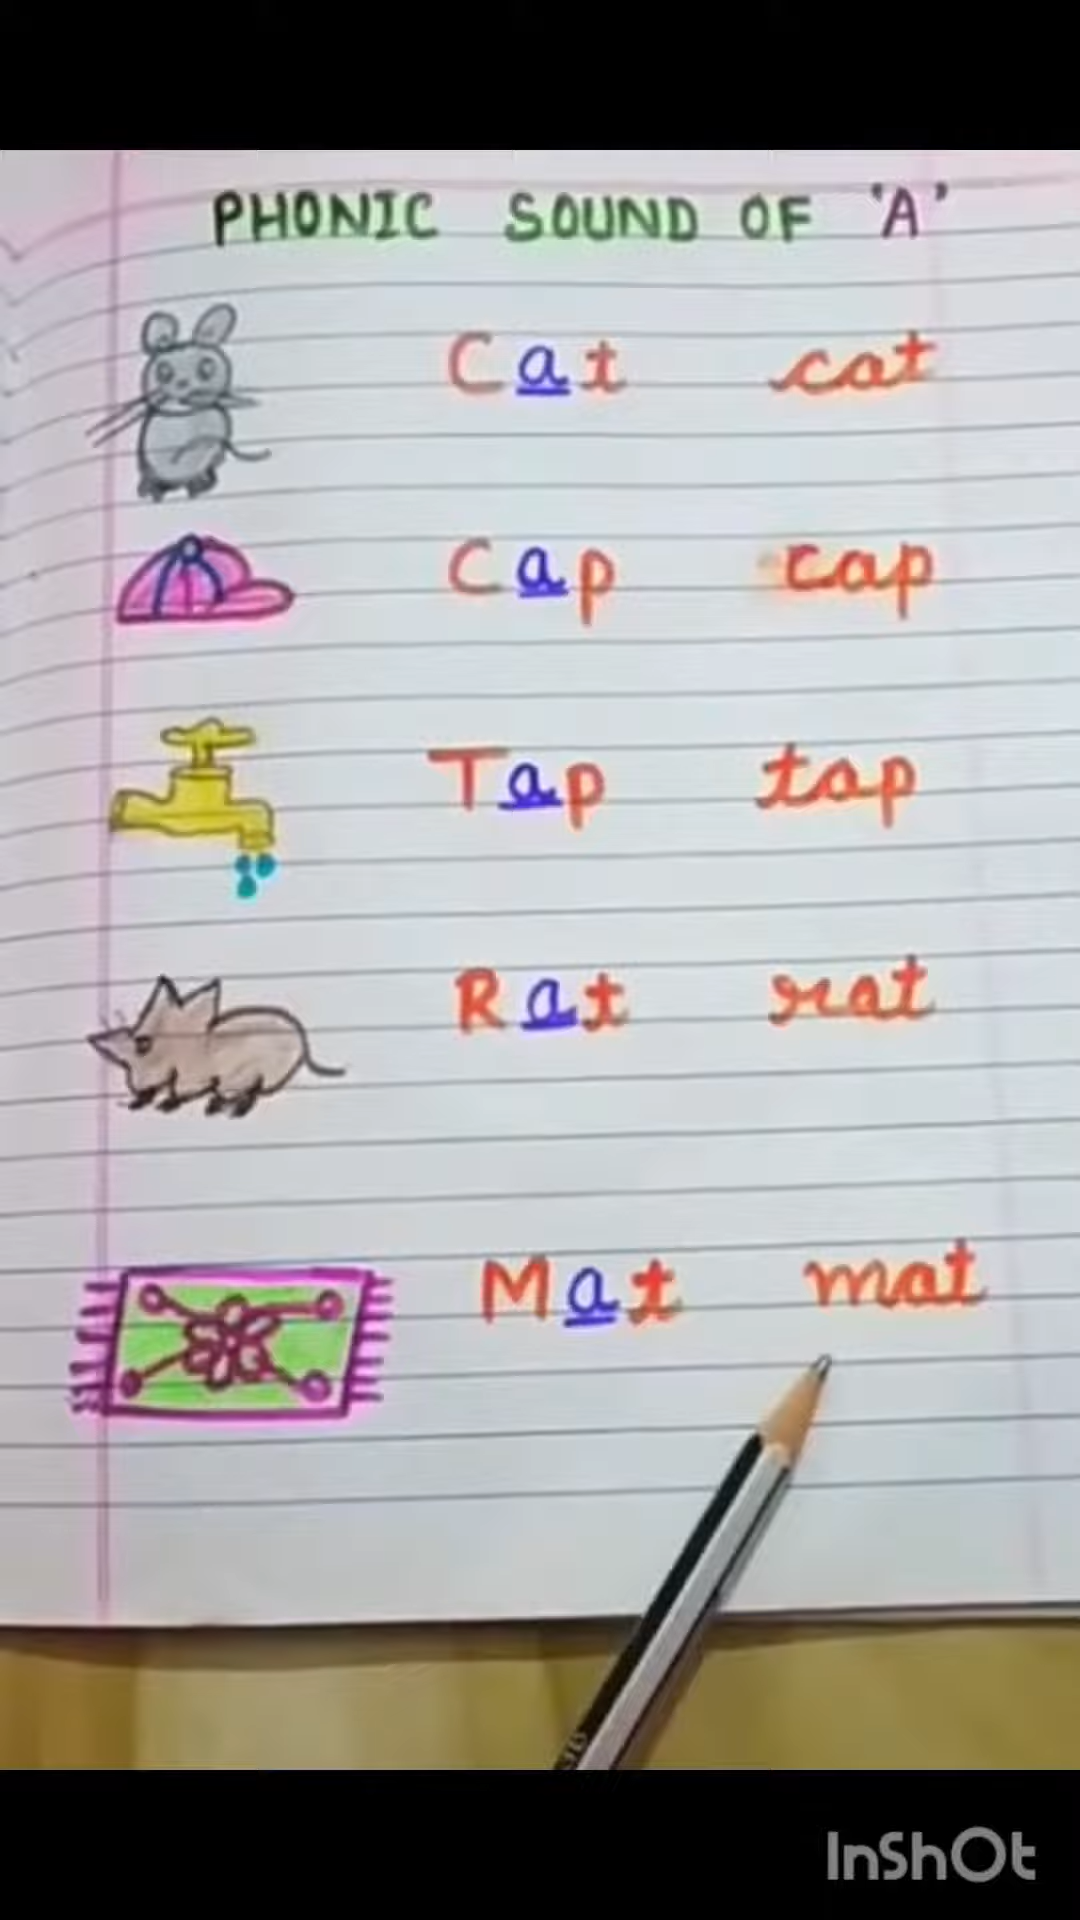 PHONIC SOUND OF 'A'
Cat cat
Cap cap
Tap tap
Rat rat
Mat mat
InShOt